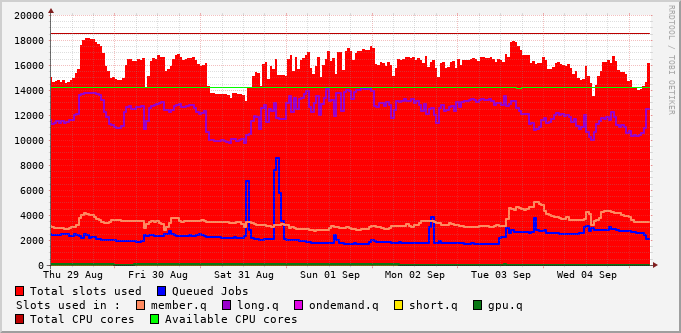 20000
18000
16000
14000
12000
10000
8000
6000
4000
2000
0
Thu 29 Aug Fri 30 Aug Sat 31 Aug Sun 01 Sep Mon 02 Sep Tue 03 Sep Wed 04 Sep
RRDTOOL / TOBI OETIKER
Total slots used Queued Jobs
Slots used in : member.q long.q ondemand.q short.q gpu.q
Total CPU cores Available CPU cores